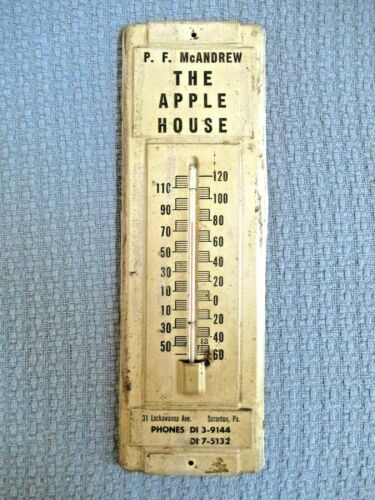 P. F. McANDREW
THE
APPLE
HOUSE
120
110
100
90
80
70
60
50
40
30
20
10
0
10
20
30
40
50
12
60
31 Lackawanna Ave. Scranton, Pa.
PHONES DI 3-9144
DI 7-5132